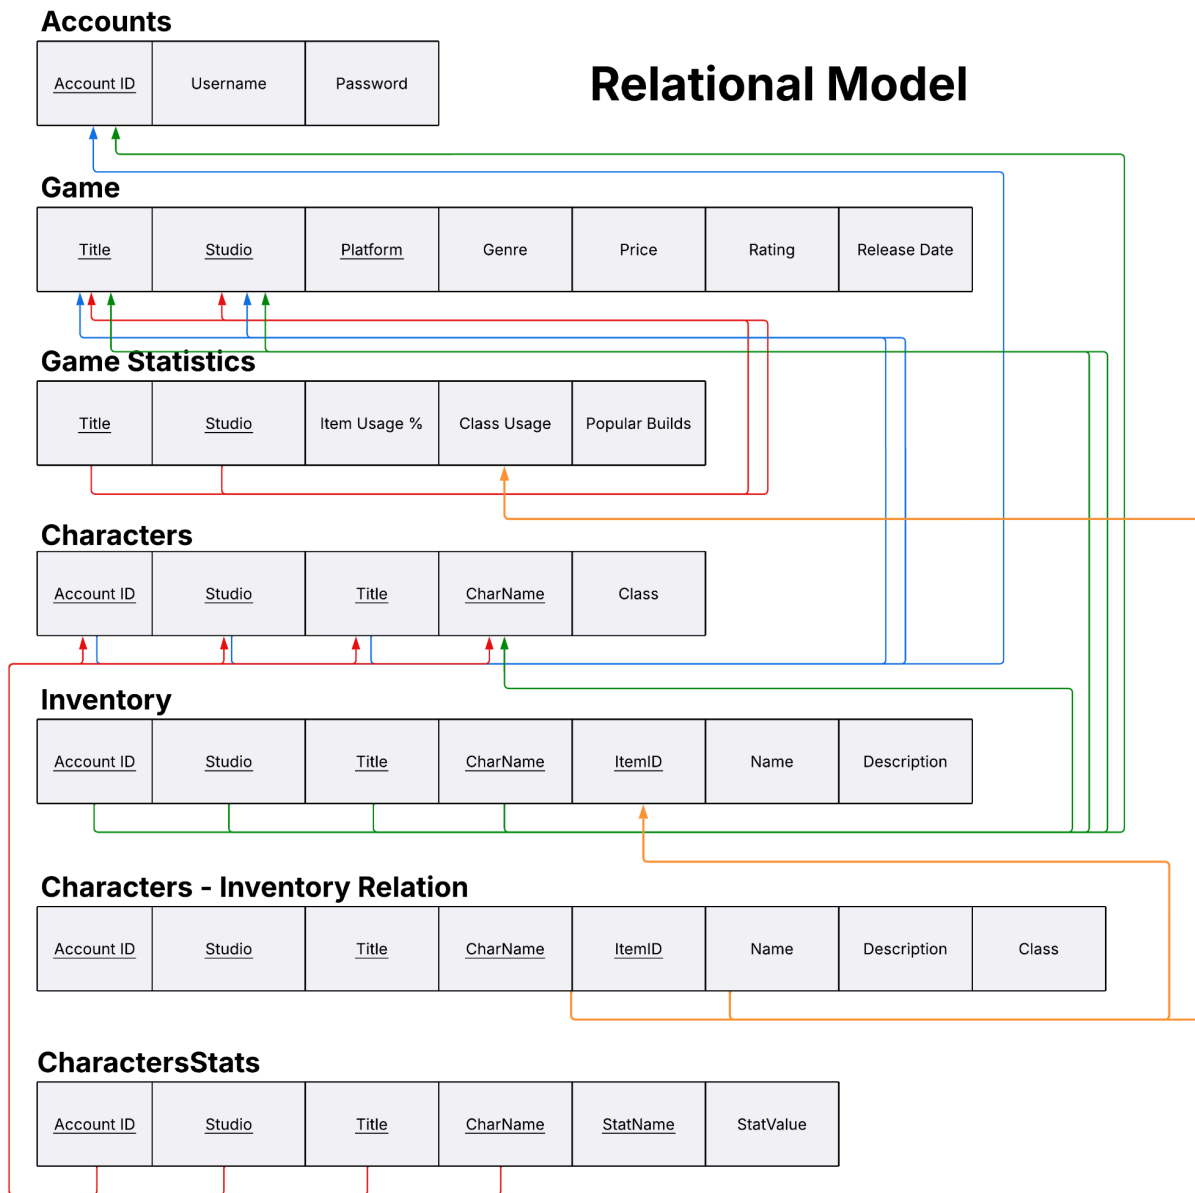 Accounts
Account ID Username Password
Relational Model
Game
Title Studio Platform Genre Price Rating Release Date
Game Statistics
Title Studio Item Usage % Class Usage Popular Builds
Characters
Account ID Studio Title CharName Class
Inventory
Account ID Studio Title CharName ItemID Name Description
Characters - Inventory Relation
Account ID Studio Title CharName ItemID Name Description Class
CharactersStats
Account ID Studio Title CharName StatName StatValue